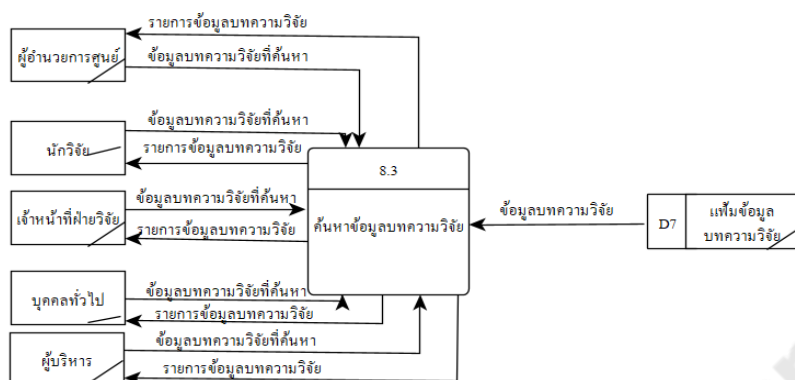 รายการข้อมูลบทความวิจัย
ผู้อำนวยการศูนย์
ข้อมูลบทความวิจัยที่ค้นหา
ข้อมูลบทความวิจัยที่ค้นหา
นักวิจัย
รายการข้อมูลบทความวิจัย
8.3
ค้นหาข้อมูลบทความวิจัย
ข้อมูลบทความวิจัยที่ค้นหา
เจ้าหน้าที่ฝ่ายวิจัย
รายการข้อมูลบทความวิจัย
ข้อมูลบทความวิจัย
D7
แฟ้มข้อมูล
บทความวิจัย
ข้อมูลบทความวิจัยที่ค้นหา
บุคคลทั่วไป
รายการข้อมูลบทความวิจัย
ข้อมูลบทความวิจัยที่ค้นหา
ผู้บริหาร
รายการข้อมูลบทความวิจัย